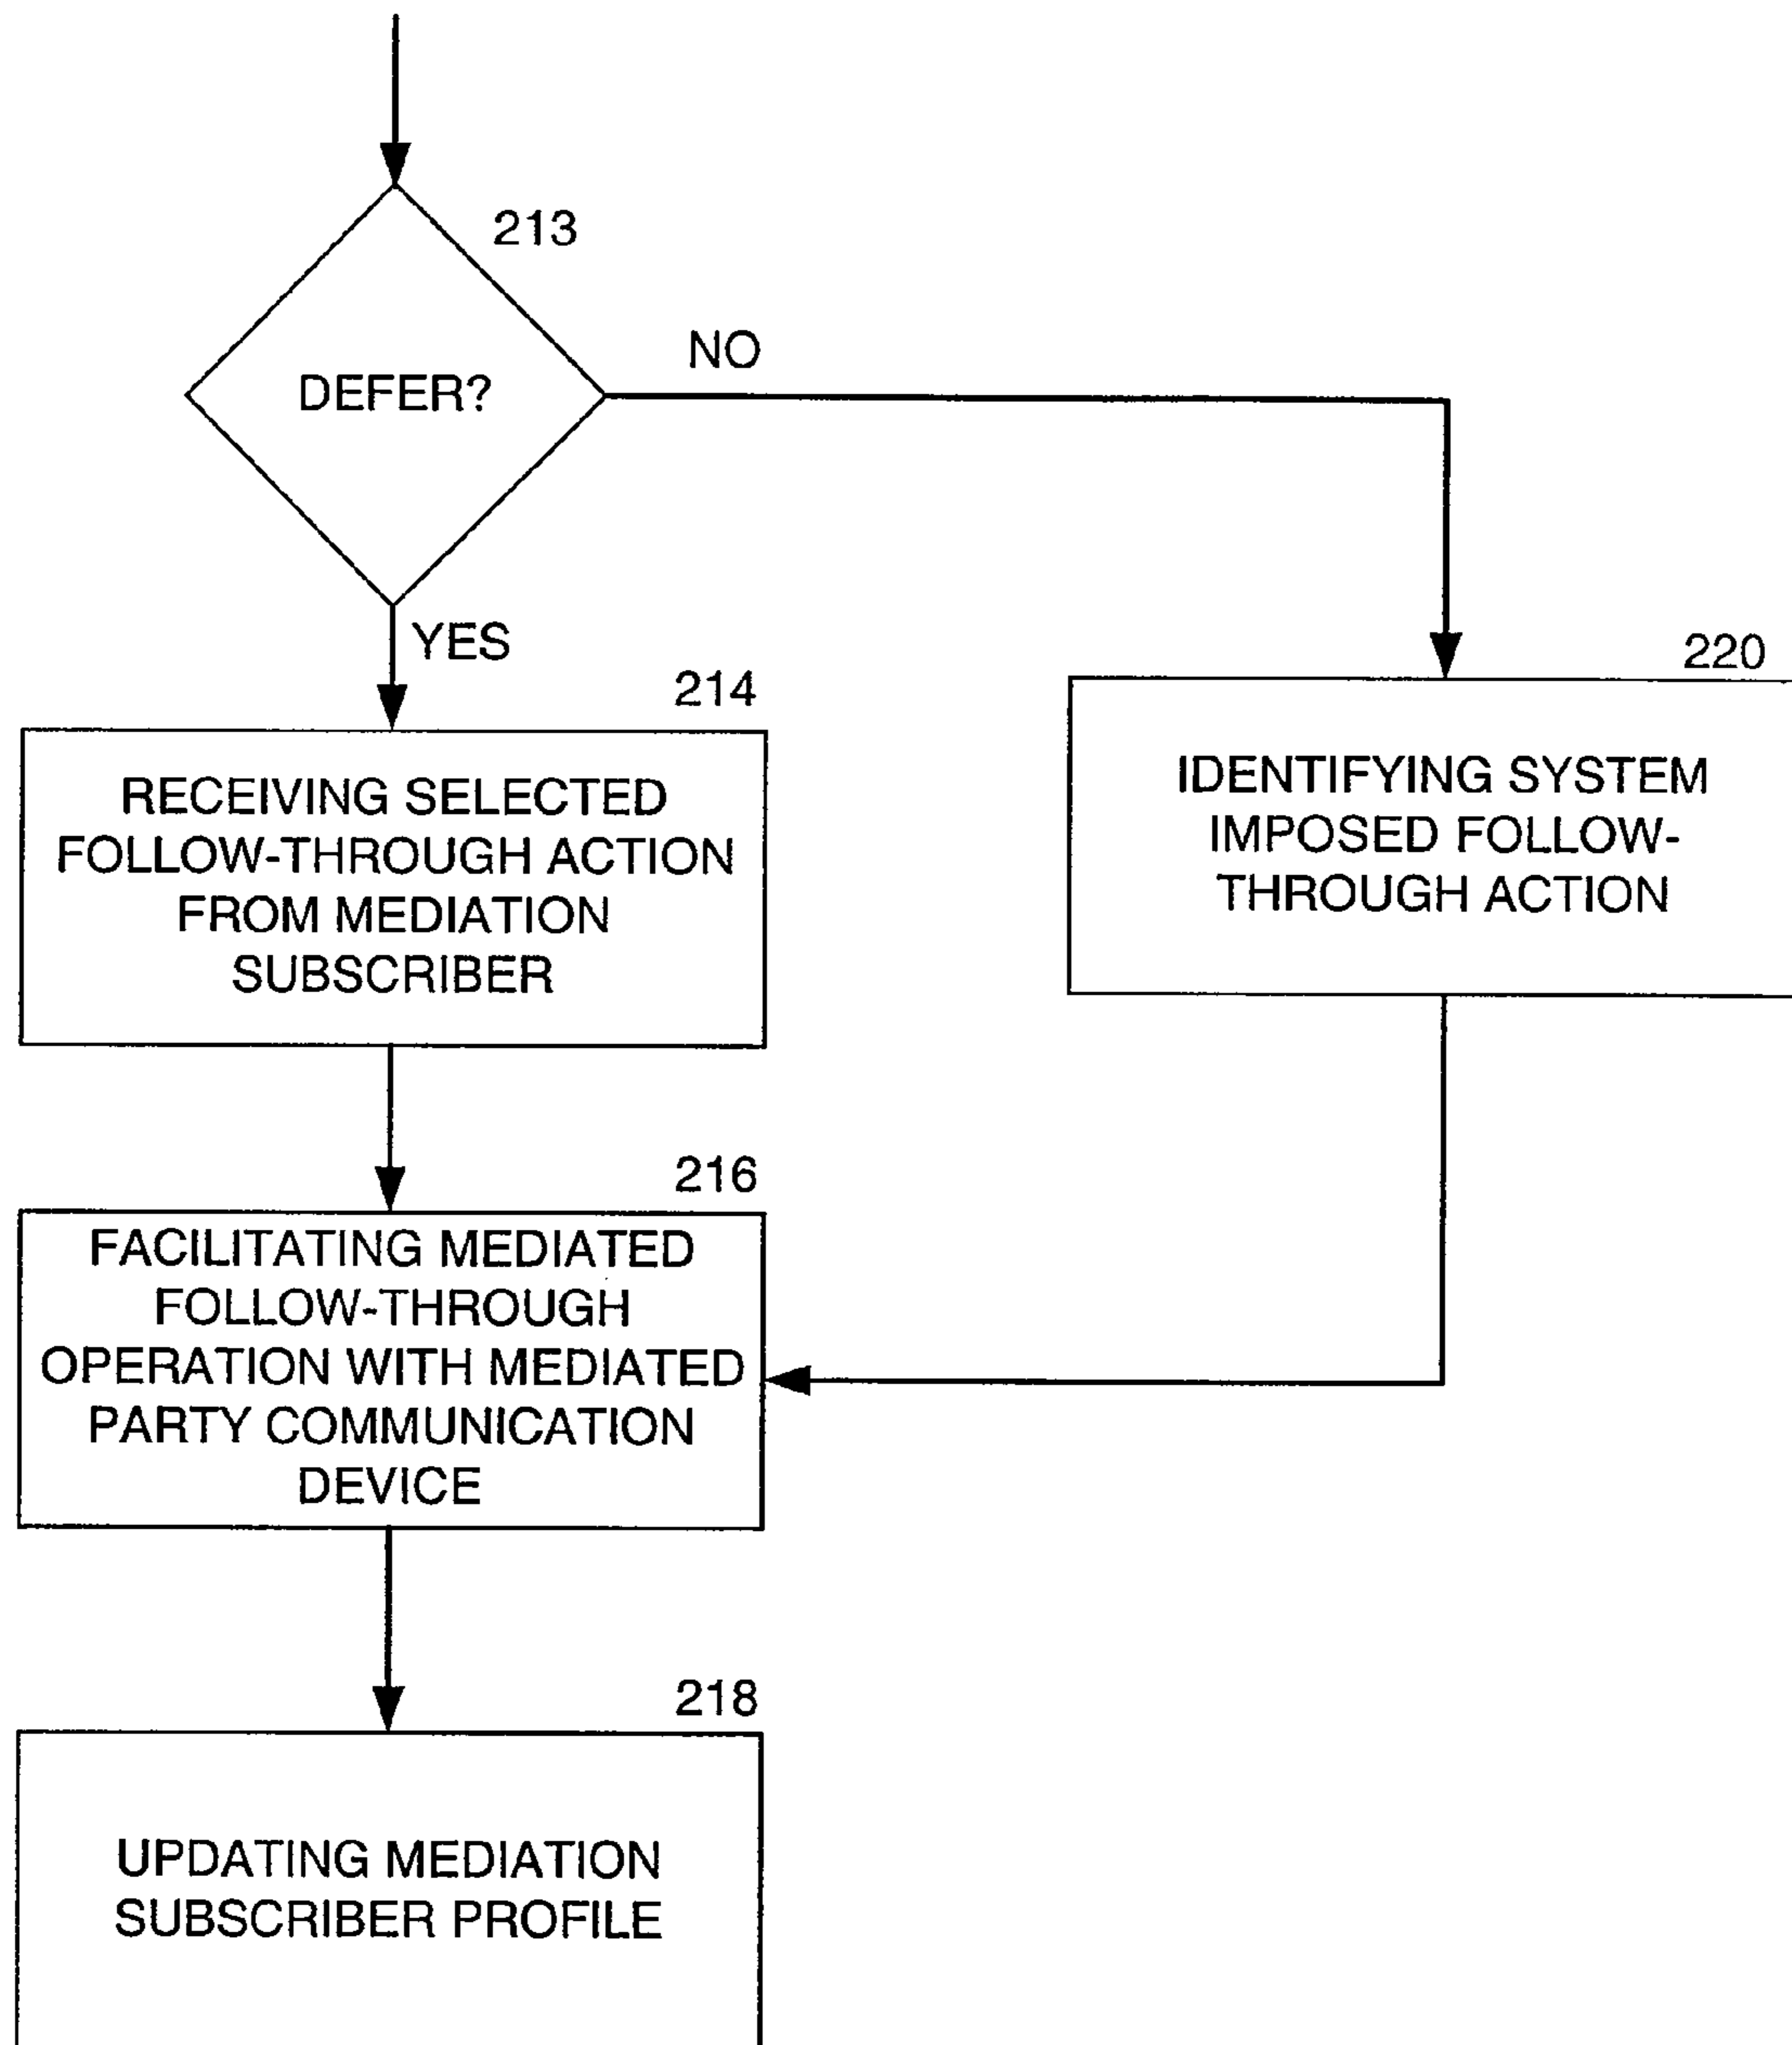 213
DEFER?
NO
YES
214
RECEIVING SELECTED
FOLLOW-THROUGH ACTION
FROM MEDIATION
SUBSCRIBER
220
IDENTIFYING SYSTEM
IMPOSED FOLLOW-
THROUGH ACTION
216
FACILITATING MEDIATED
FOLLOW-THROUGH
OPERATION WITH MEDIATED
PARTY COMMUNICATION
DEVICE
218
UPDATING MEDIATION
SUBSCRIBER PROFILE